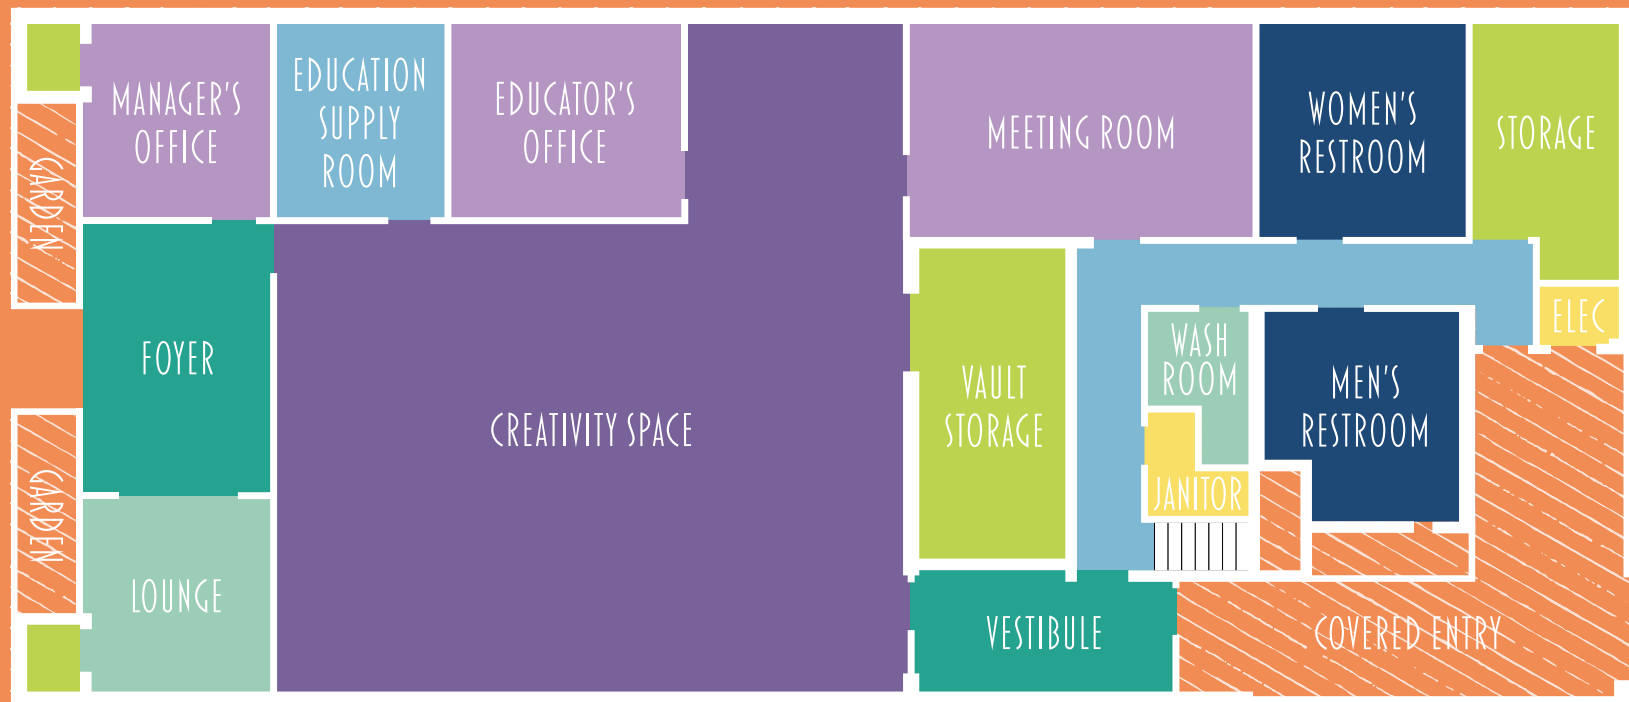 MANAGER'S
OFFICE
EDUCATION
SUPPLY
ROOM
EDUCATOR'S
OFFICE
MEETING ROOM
WOMEN'S
RESTROOM
STORAGE
GARDEN
FOYER
CREATIVITY SPACE
VAULT
STORAGE
WASH
ROOM
MEN'S
RESTROOM
ELEC
JANITOR
GARDEN
LOUNGE
VESTIBULE
COVERED ENTRY